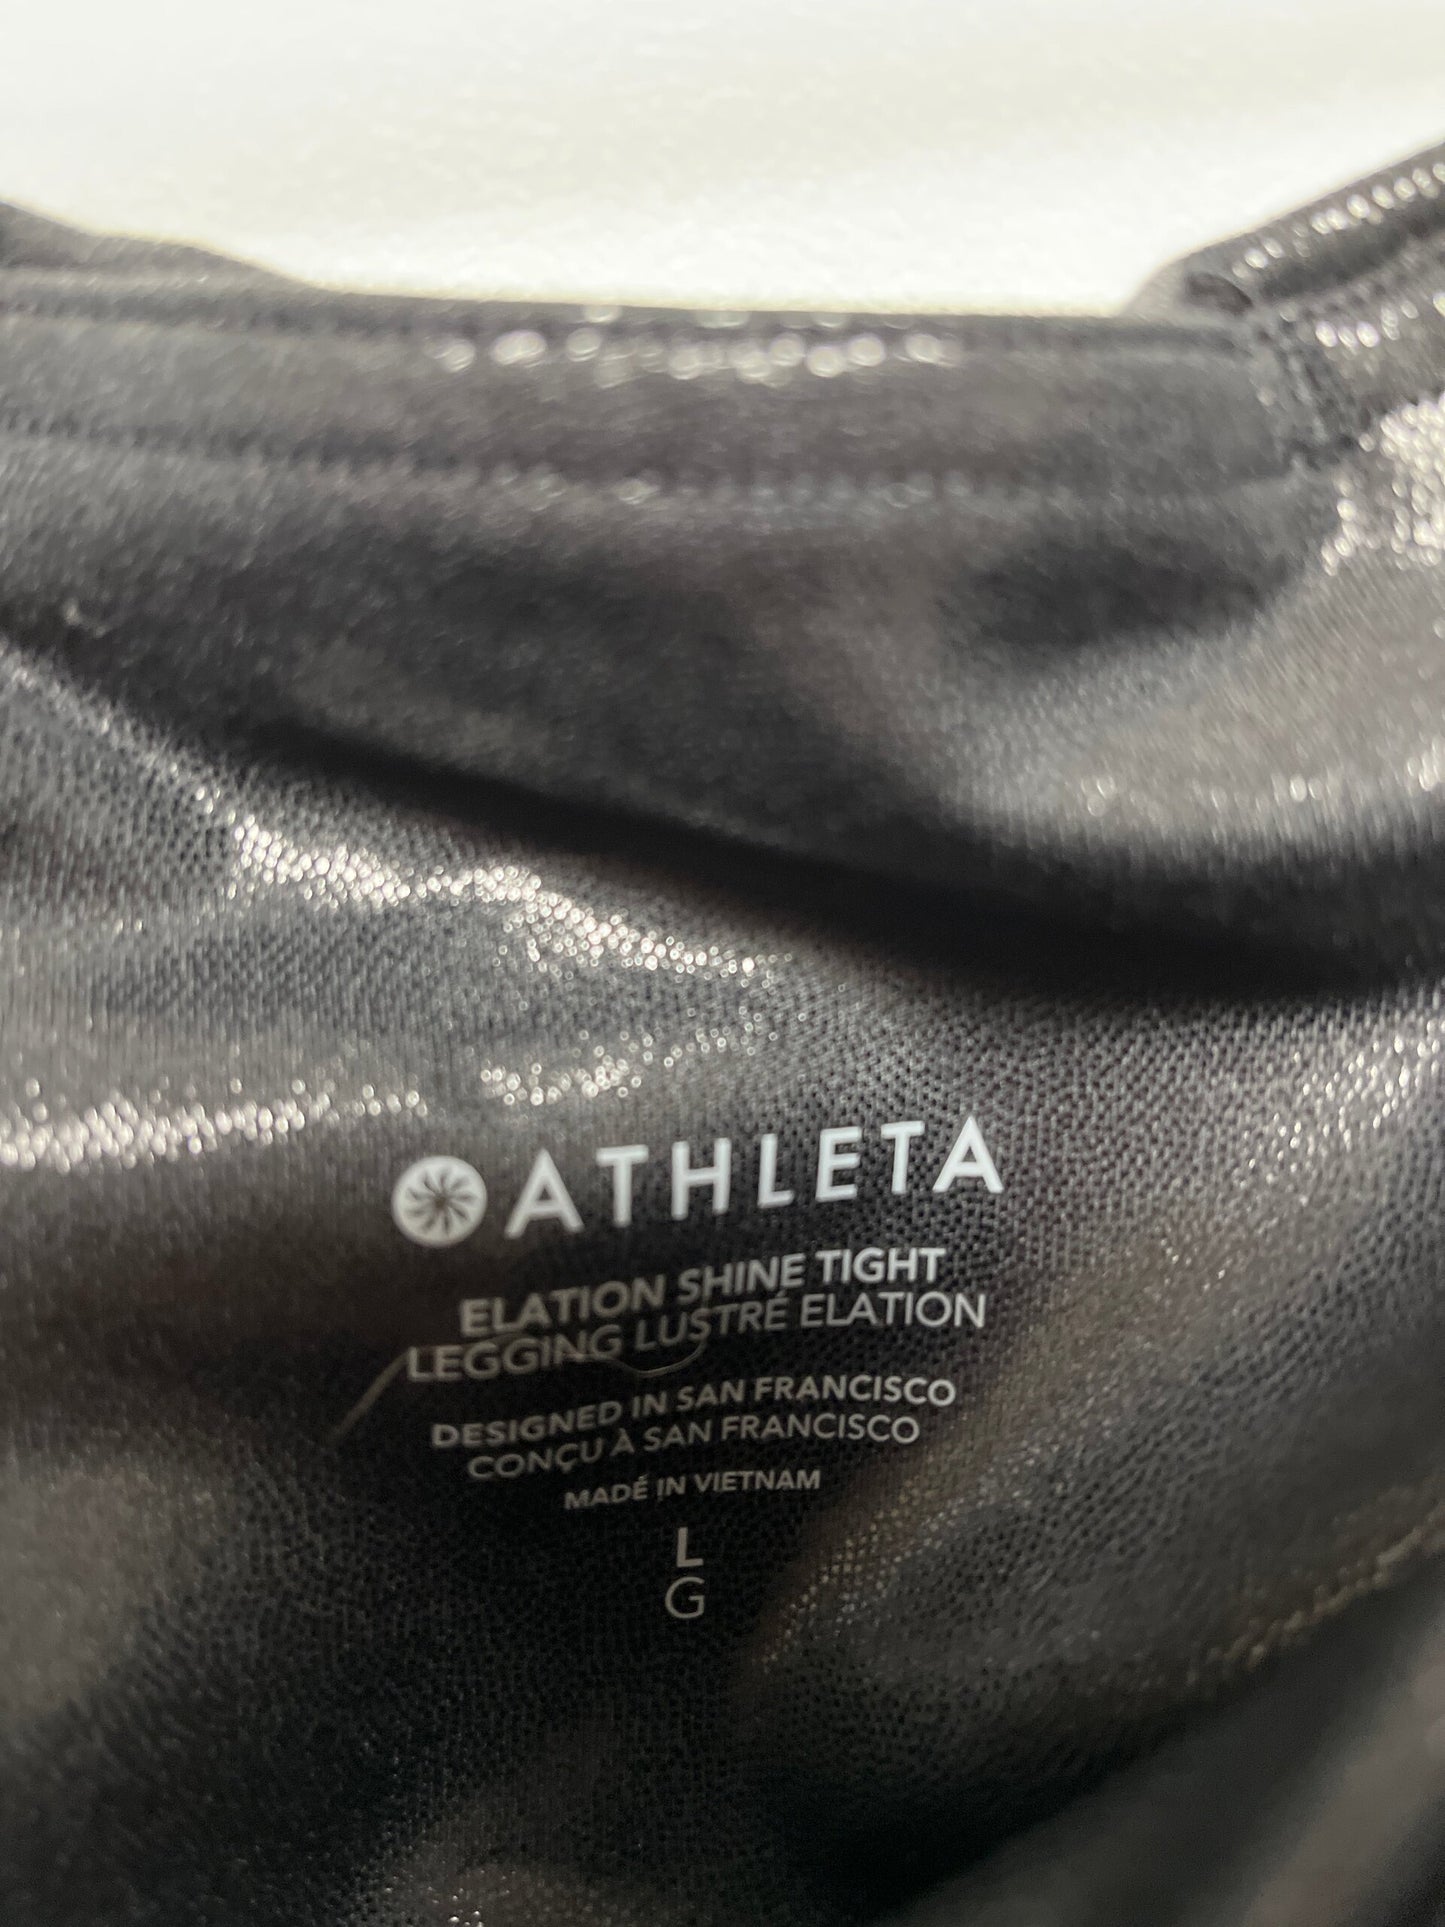 ATHLETA
ELATION SHINE TIGHT
LEGGING LUSTRÉ ELATION
DESIGNED IN SAN FRANCISCO
CONÇU À SAN FRANCISCO
MADE IN VIETNAM
L
G